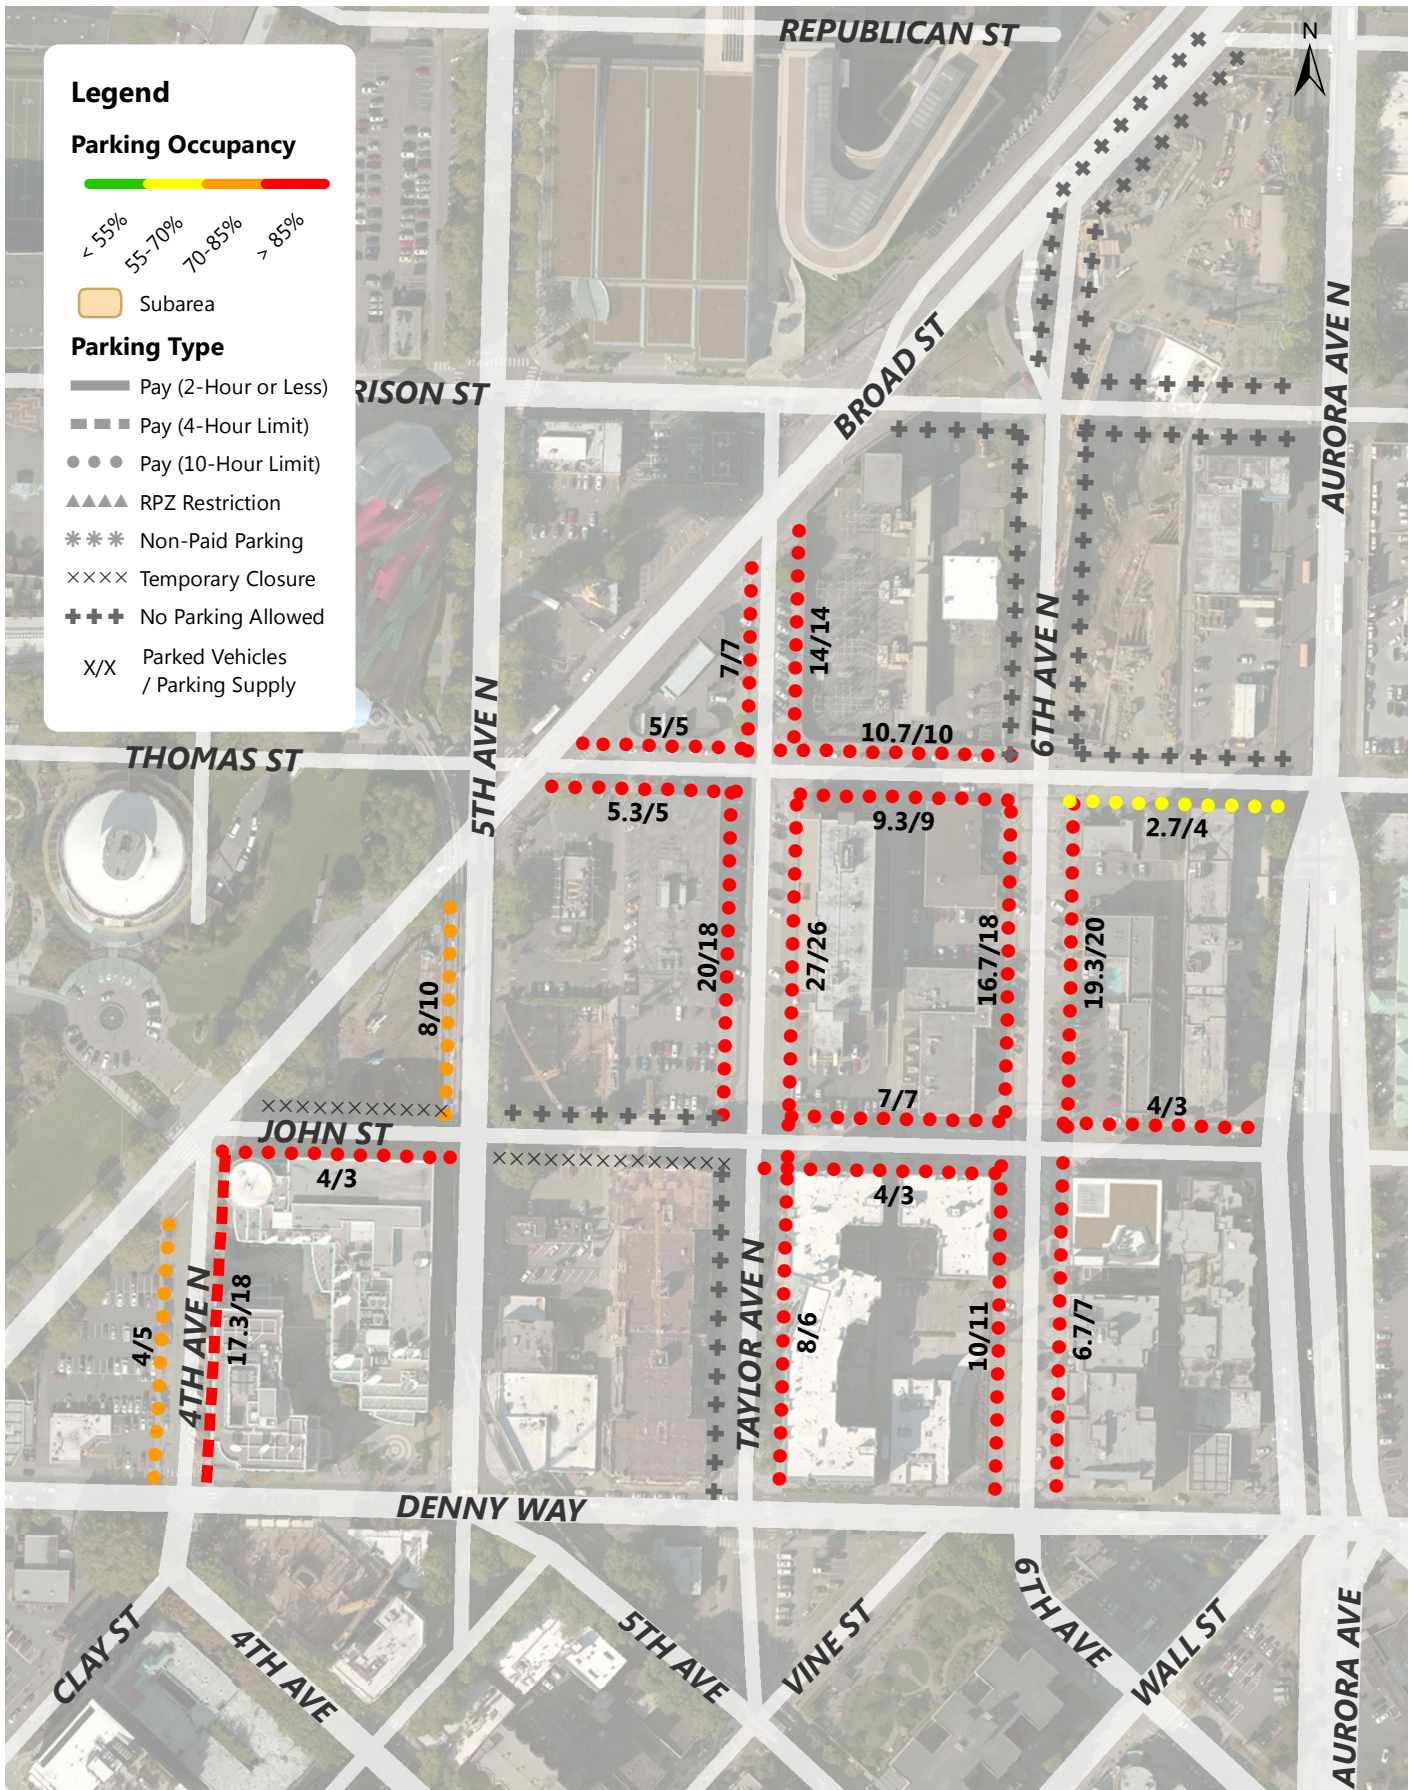 REPUBLICAN ST
N
Legend
Parking Occupancy
< 55%
55-70%
70-85%
> 85%
Subarea
Parking Type
Pay (2-Hour or Less)
Pay (4-Hour Limit)
Pay (10-Hour Limit)
RPZ Restriction
Non-Paid Parking
Temporary Closure
No Parking Allowed
X/X
Parked Vehicles
/ Parking Supply
RISON ST
BROAD ST
AURORA AVE N
7/7
14/14
6TH AVE N
5TH AVE N
5/5
10.7/10
THOMAS ST
5.3/5
9.3/9
2.7/4
8/10
20/18
27/26
16.7/18
19.3/20
7/7
4/3
JOHN ST
4/3
4/3
4/5
4TH AVE N
17.3/18
TAYLOR AVE N
8/6
10/11
6.7/7
DENNY WAY
CLAY ST
4TH AVE
5TH AVE
VINE ST
6TH AVE
WALL ST
AURORA AVE